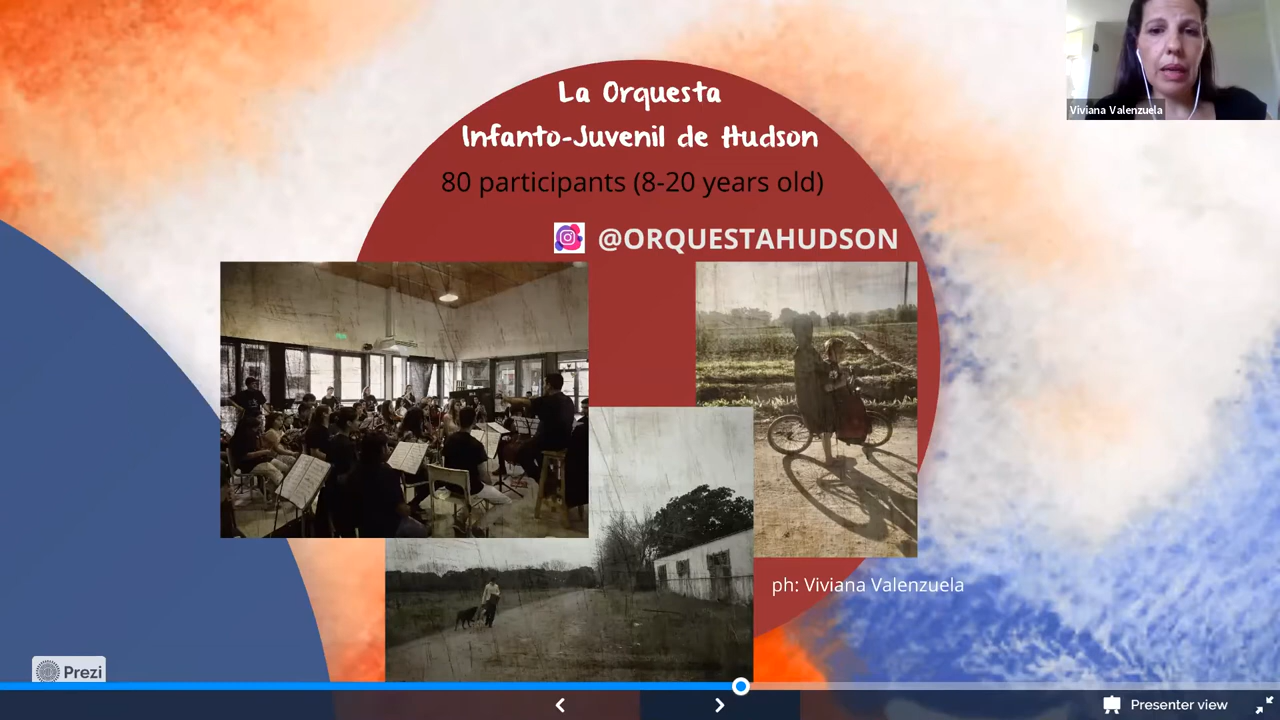 La Orquesta
Infanto-Juvenil de Hudson
80 participants (8-20 years old)
@ORQUESTAHUDSON
ph: Viviana Valenzuela
Viviana Valenzuela
Prezi
Presenter view